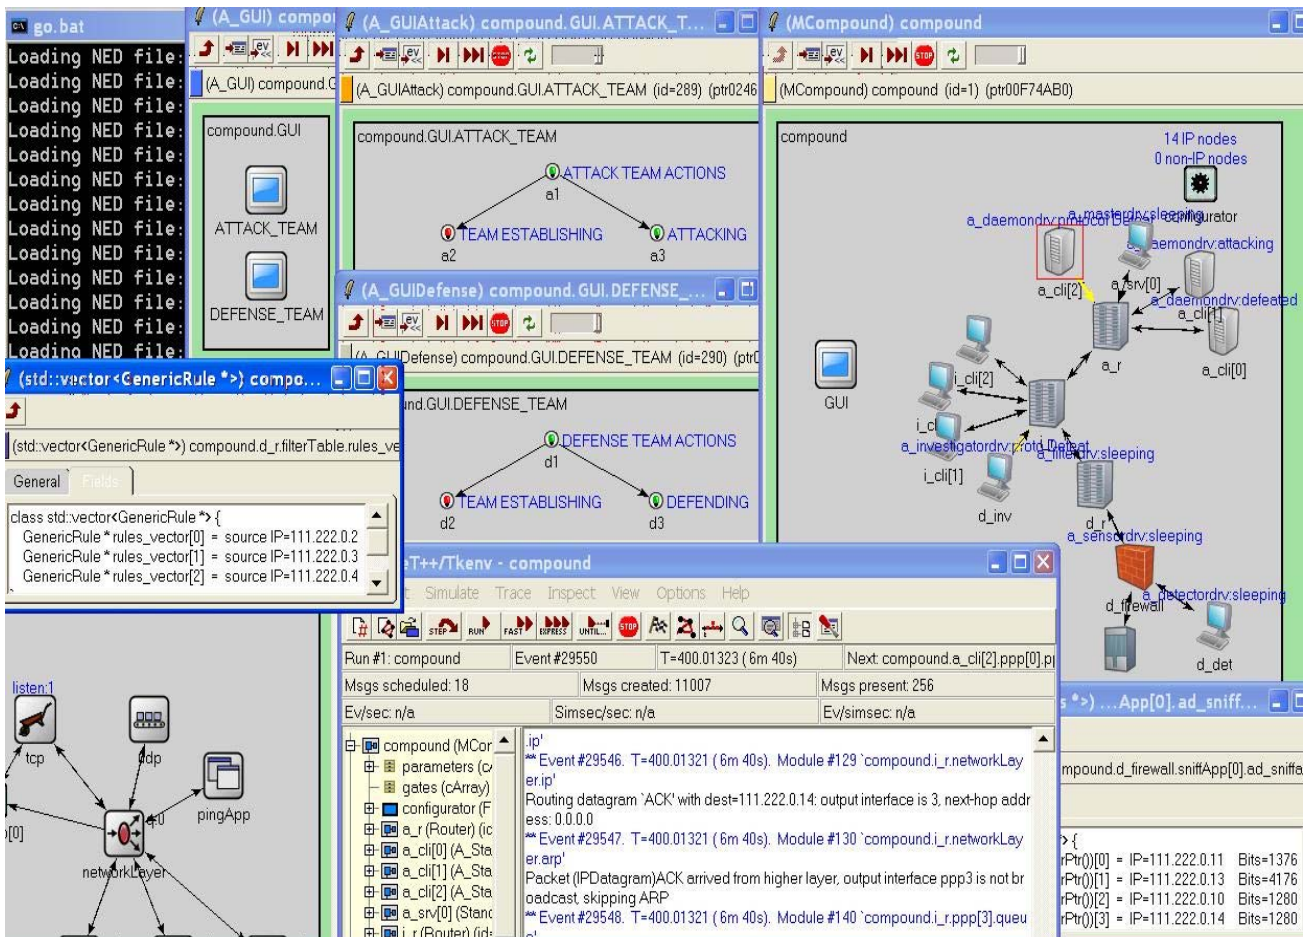 go.bat
Loading NED file:
Loading NED file:
Loading NED file:
Loading NED file:
Loading NED file:
Loading NED file:
Loading NED file:
Loading NED file:
Loading NED file:
Loading NED file:
Loading NED file:
Loading NED file:
Loading NED file:
(A_GUI) compou
(A_GUI) compound.G
compound.GUI
ATTACK_TEAM
DEFENSE_TEAM
(A_GUIAttack) compound.GUI.ATTACK_T...
STOP
(A_GUIAttack) compound.GUI.ATTACK_TEAM (id=289) (ptr0246
compound.GUI.ATTACK_TEAM
ATTACK TEAM ACTIONS
a1
TEAM ESTABLISHING
ATTACKING
a2
a3
(A_GUIDefense) compound.GUI.DEFENSE_...
STOP
(A_GUIDefense) compound.GUI.DEFENSE_TEAM (id=290) (ptr0
und.GUI.DEFENSE_TEAM
DEFENSE TEAM ACTIONS
d1
TEAM ESTABLISHING
DEFENDING
d2
d3
(MCompound) compound
STOP
(MCompound) compound (id=1) (ptr00F74AB0)
compound
14 IP nodes
0 non-IP nodes
configurator
a_masterdrv:sleeping
a_cli[2]
a_srv[0]
a_daemondrv:defeated
a_cli[1]
a_r
a_cli[0]
i_cli[2]
GUI
i_cli[1]
a_filterdrv:sleeping
d_inv
d_r
a_sensordrv:sleeping
a_detectordrv:sleeping
d_firewall
d_det
(std::vector<GenericRule *>) compo...
(std::vector<GenericRule *>) compound.d_r.filterTable.rules_ve
General
Fields
class std::vector<GenericRule *> {
GenericRule * rules_vector[0] = source IP=111.222.0.2
GenericRule * rules_vector[1] = source IP=111.222.0.3
GenericRule * rules_vector[2] = source IP=111.222.0.4
listen:1
tcp
udp
pingApp
networkLayer
eT++/Tkenv - compound
Simulate Trace Inspect View Options Help
STEP RUN FAST EXPRESS UNTIL... STOP
Run #1: compound
Event #29550
T=400.01323 ( 6m 40s)
Next: compound.a_cli[2].ppp[0].p
Msgs scheduled: 18
Msgs created: 11007
Msgs present: 256
Ev/sec: n/a
Simsec/sec: n/a
Ev/simsec: n/a
compound (MCor
parameters (cA
gates (cArray)
configurator (F
a_r (Router) (ic
a_cli[0] (A_Sta
a_cli[1] (A_Sta
a_cli[2] (A_Sta
a_srv[0] (Stanc
i_r (Router) (id=
.ip'
** Event #29546. T=400.01321 ( 6m 40s). Module #129 `compound.i_r.networkLay
er.ip'
Routing datagram `ACK' with dest=111.222.0.14: output interface is 3, next-hop addr
ess: 0.0.0.0
** Event #29547. T=400.01321 ( 6m 40s). Module #130 `compound.i_r.networkLay
er.arp'
Packet (IPDatagram)ACK arrived from higher layer, output interface ppp3 is not br
oadcast, skipping ARP
** Event #29548. T=400.01321 ( 6m 40s). Module #140 `compound.i_r.ppp[3].queu
s *>) ...App[0].ad_sniff...
mpound.d_firewall.sniffApp[0].ad_sniffa
> {
rPtr())[0] = IP=111.222.0.11 Bits=1376
rPtr())[1] = IP=111.222.0.13 Bits=4176
rPtr())[2] = IP=111.222.0.10 Bits=1280
rPtr())[3] = IP=111.222.0.14 Bits=1280